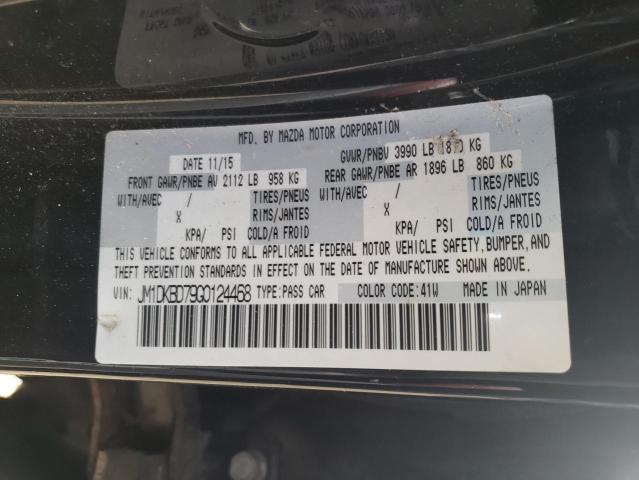 MFD. BY MAZDA MOTOR CORPORATION
DATE 11/15 GVWR/PNBV 3990 LB 1810 KG
FRONT GAWR/PNBE AV 2112 LB 958 KG REAR GAWR/PNBE AR 1896 LB 860 KG
WITH/AVEC / TIRES/PNEUS WITH/AVEC / TIRES/PNEUS
X RIMS/JANTES X RIMS/JANTES
KPA/ PSI COLD/A FROID KPA/ PSI COLD/A FROID
THIS VEHICLE CONFORMS TO ALL APPLICABLE FEDERAL MOTOR VEHICLE SAFETY, BUMPER, AND
THEFT PREVENTION STANDARDS IN EFFECT ON THE DATE OF MANUFACTURE SHOWN ABOVE.
VIN: JM1DKBD79G0124468 TYPE:PASS CAR COLOR CODE:41W MADE IN JAPAN